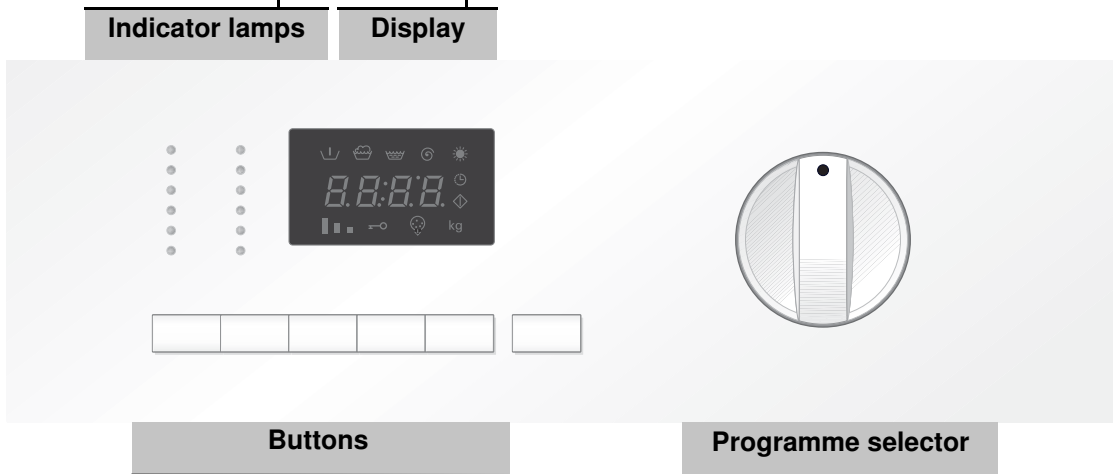 Indicator lamps
Display
8.8:8.8.
kg
Buttons
Programme selector